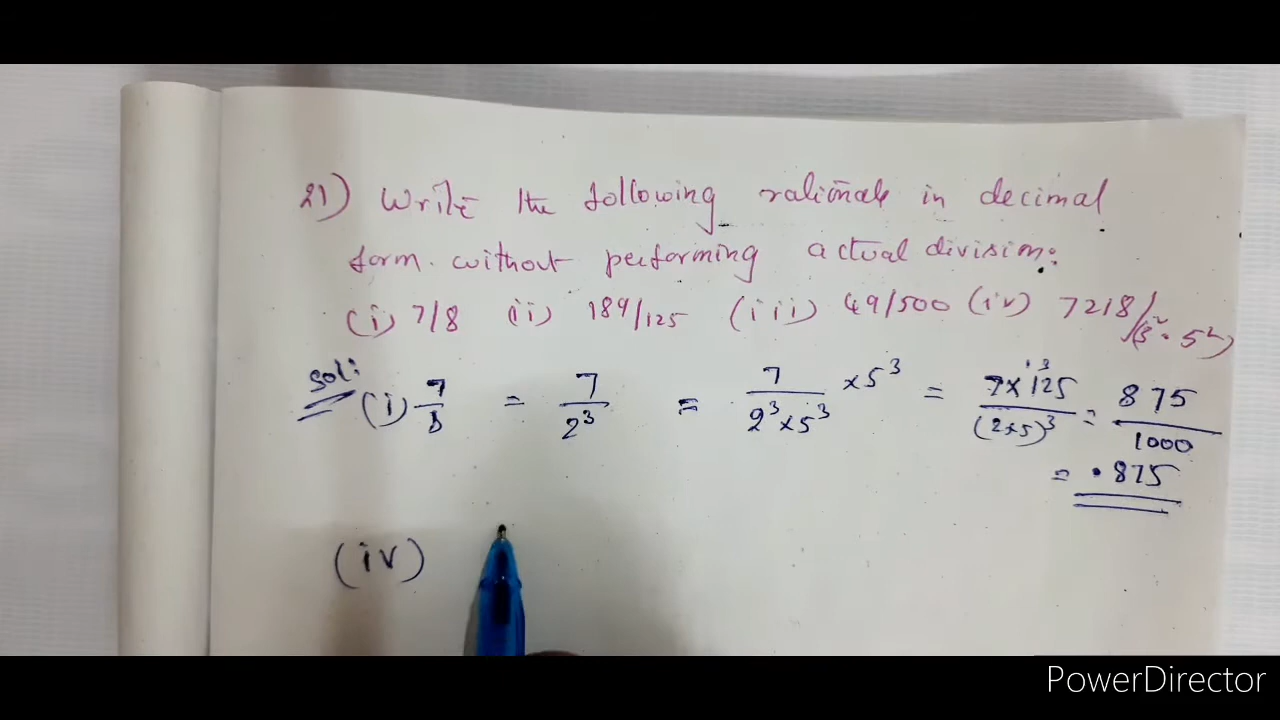 21) Write the following rationals in decimal
form without performing actual division:
(i) 7/8 (ii) 189/125 (iii) 49/500 (iv) 7218/(3² · 5²)
Sol: (i) 7/8 = 7/2³ = 7/2³×5³ ×5³ = 7×125/(2×5)³ = 875/1000
= .875
(iv)
PowerDirector